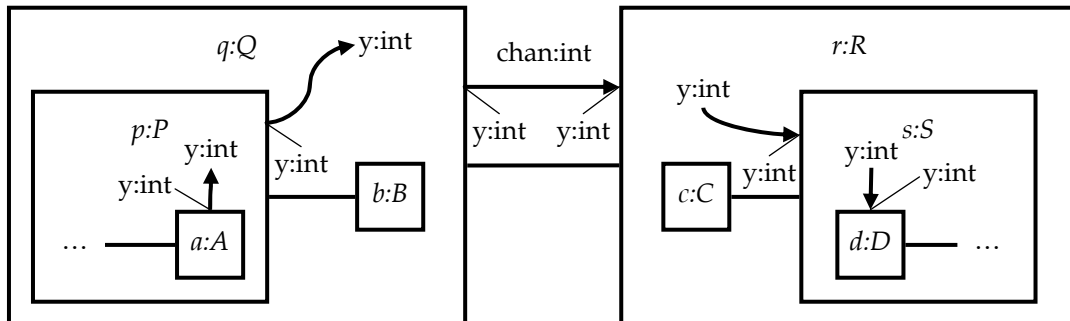 q:Q
y:int
chan:int
r:R
p:P
y:int
y:int
y:int
y:int
y:int
y:int
y:int
s:S
y:int
y:int
y:int
b:B
c:C
... a:A
d:D ...